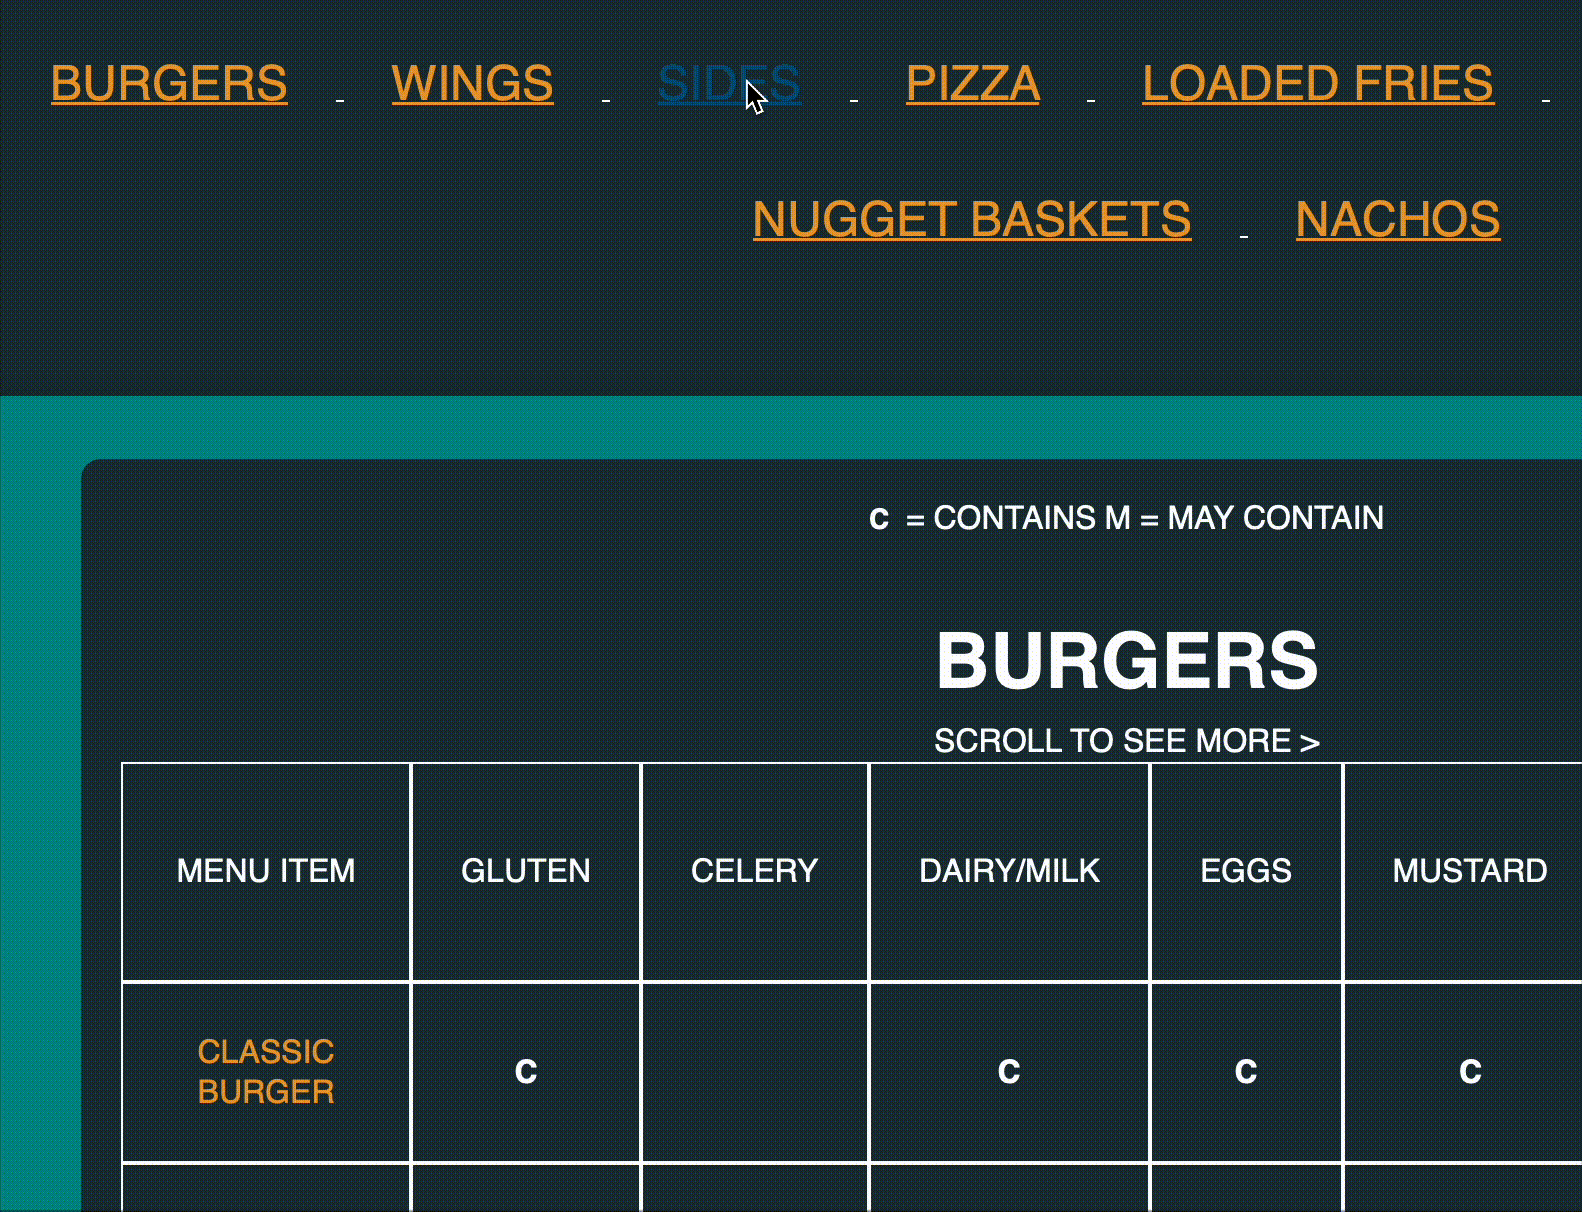 BURGERS - WINGS - SIDES - PIZZA - LOADED FRIES -
NUGGET BASKETS - NACHOS
C = CONTAINS M = MAY CONTAIN
BURGERS
SCROLL TO SEE MORE >
MENU ITEM GLUTEN CELERY DAIRY/MILK EGGS MUSTARD
CLASSIC
BURGER C C C C